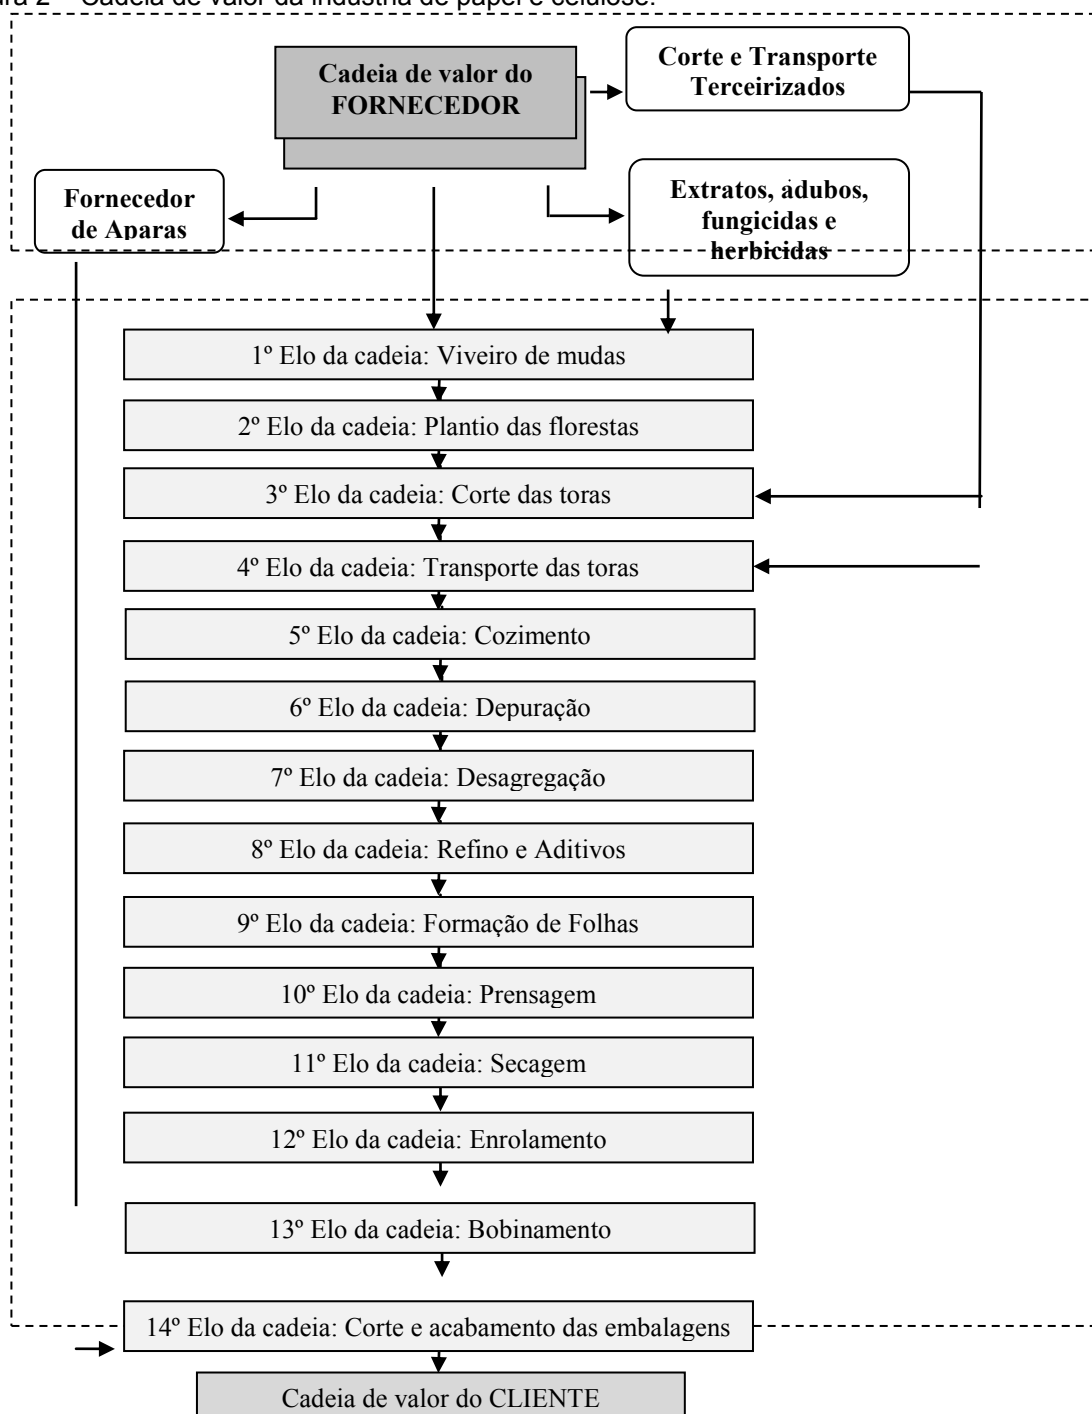 ura 2 – Cadeia de valor da indústria de papel e celulose.
Cadeia de valor do
FORNECEDOR
Corte e Transporte
Terceirizados
Fornecedor
de Aparas
Extratos, adubos,
fungicidas e
herbicidas
1º Elo da cadeia: Viveiro de mudas
2º Elo da cadeia: Plantio das florestas
3º Elo da cadeia: Corte das toras
4º Elo da cadeia: Transporte das toras
5º Elo da cadeia: Cozimento
6º Elo da cadeia: Depuração
7º Elo da cadeia: Desagregação
8º Elo da cadeia: Refino e Aditivos
9º Elo da cadeia: Formação de Folhas
10º Elo da cadeia: Prensagem
11º Elo da cadeia: Secagem
12º Elo da cadeia: Enrolamento
13º Elo da cadeia: Bobinamento
14º Elo da cadeia: Corte e acabamento das embalagens
Cadeia de valor do CLIENTE